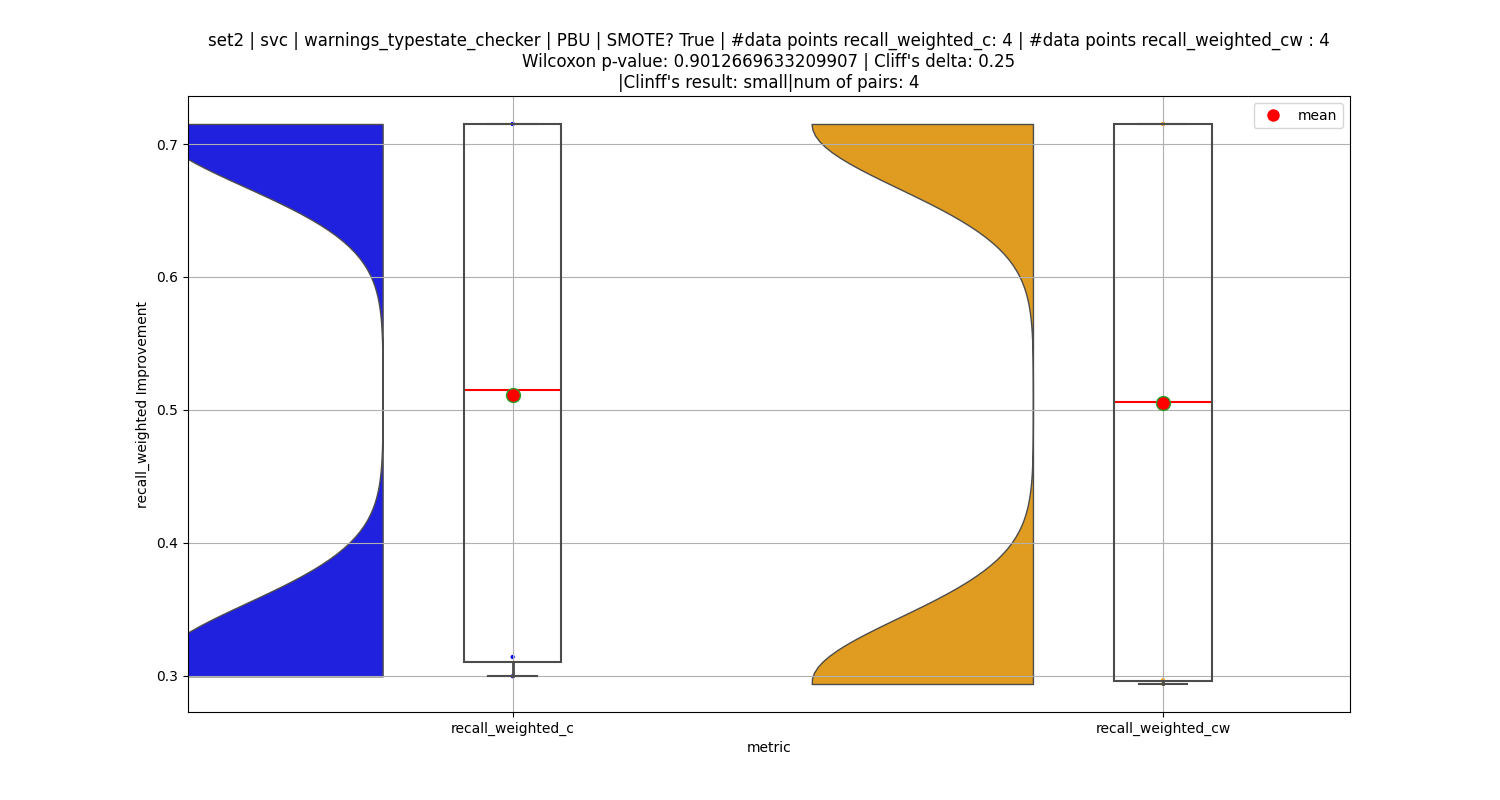 set2 | svc | warnings_typestate_checker | PBU | SMOTE? True | #data points recall_weighted_c: 4 | #data points recall_weighted_cw : 4
Wilcoxon p-value: 0.9012669633209907 | Cliff's delta: 0.25
|Clinff's result: small|num of pairs: 4
mean
0.7
0.6
0.5
0.4
0.3
recall_weighted Improvement
recall_weighted_c
recall_weighted_cw
metric